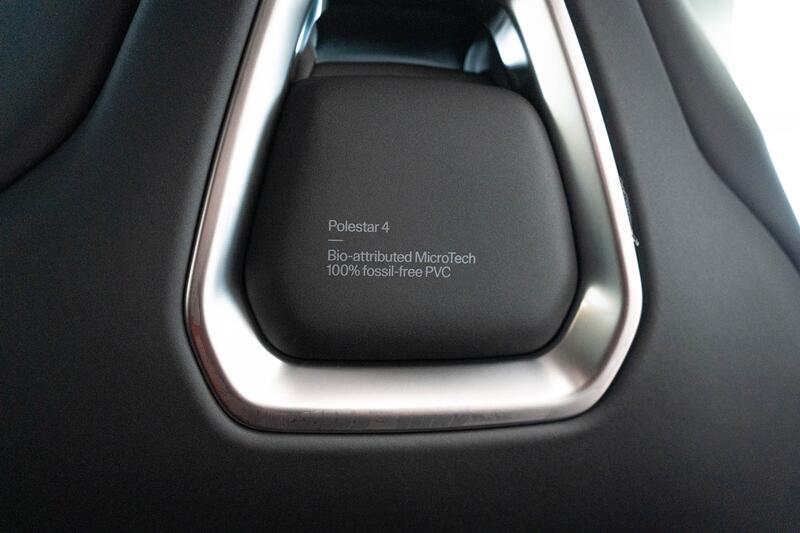 Polestar 4
Bio-attributed MicroTech
100% fossil-free PVC